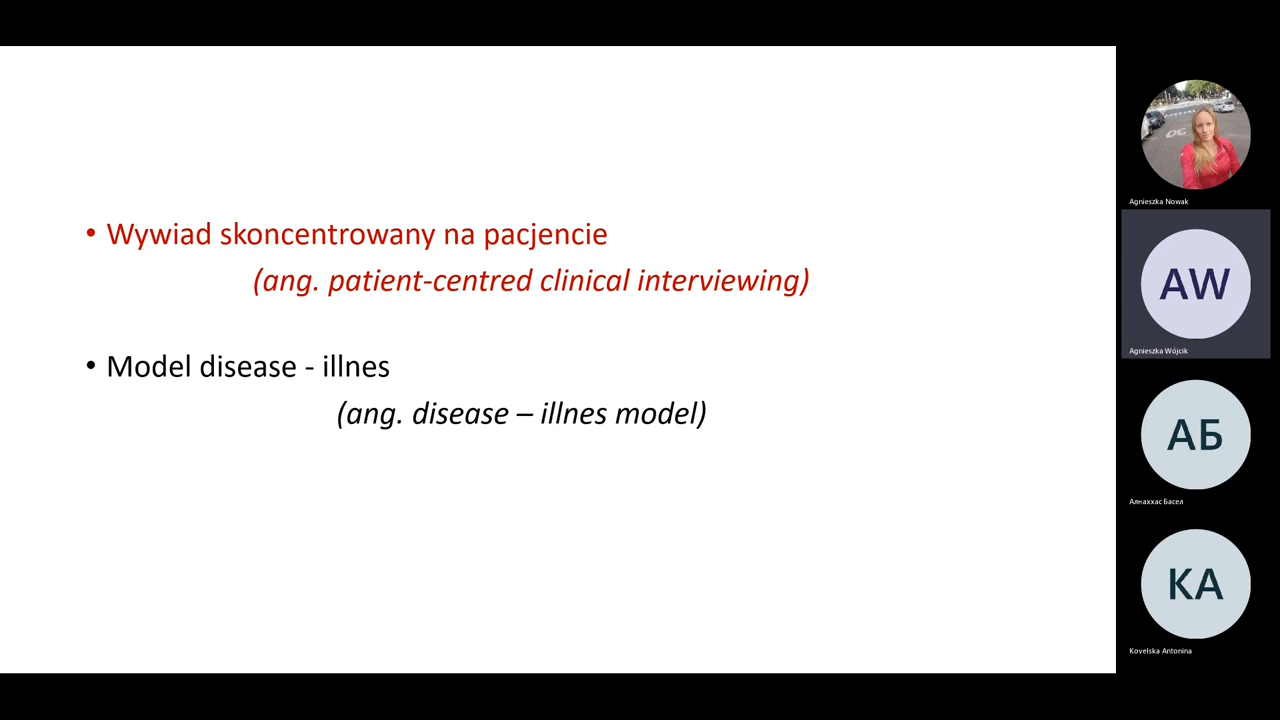 • Wywiad skoncentrowany na pacjencie
(ang. patient-centred clinical interviewing)
• Model disease - illnes
(ang. disease – illnes model)
Agnieszka Nowak
AW
Agnieszka Wójcik
АБ
Алнаххас Басел
KA
Kovelska Antonina